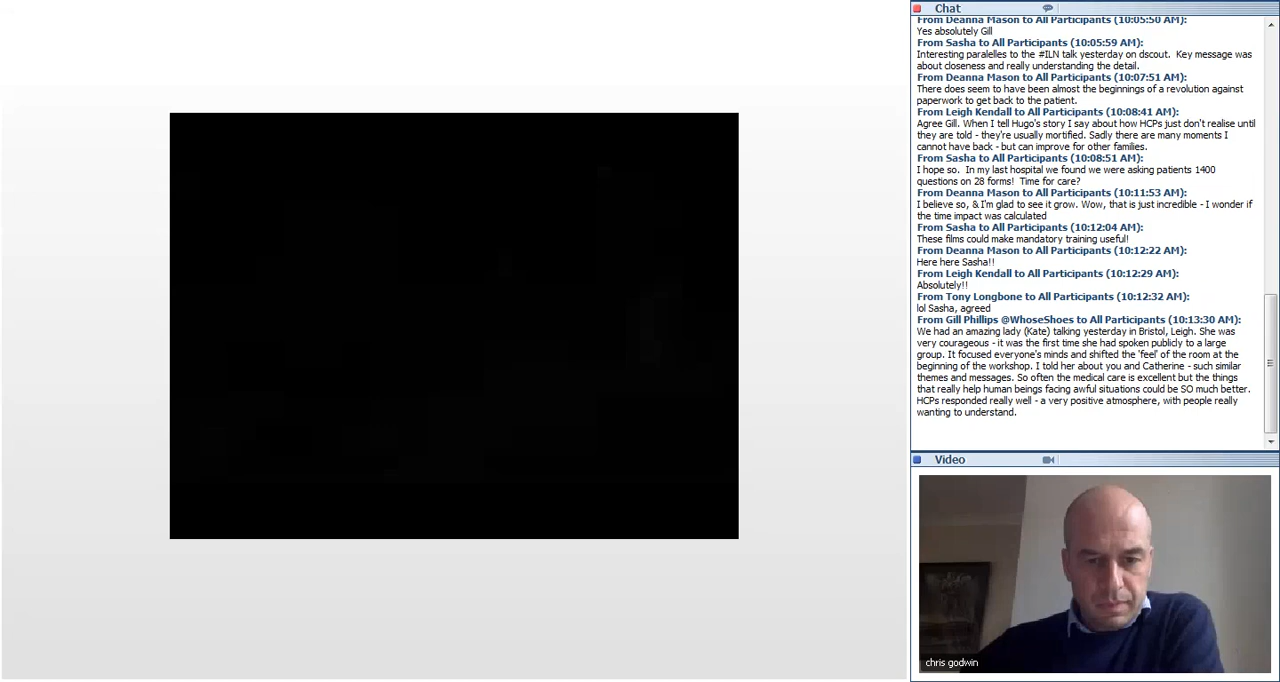 Chat
From Deanna Mason to All Participants (10:05:50 AM):
Yes absolutely Gill
From Sasha to All Participants (10:05:59 AM):
Interesting paralelles to the #ILN talk yesterday on dscout.  Key message was
about closeness and really understanding the detail.
From Deanna Mason to All Participants (10:07:51 AM):
There does seem to have been almost the beginnings of a revolution against
paperwork to get back to the patient.
From Leigh Kendall to All Participants (10:08:41 AM):
Agree Gill. When I tell Hugo's story I say about how HCPs just don't realise until
they are told - they're usually mortified. Sadly there are many moments I
cannot have back - but can improve for other families.
From Sasha to All Participants (10:08:51 AM):
I hope so.  In my last hospital we found we were asking patients 1400
questions on 28 forms!  Time for care?
From Deanna Mason to All Participants (10:11:53 AM):
I believe so, & I'm glad to see it grow. Wow, that is just incredible - I wonder if
the time impact was calculated
From Sasha to All Participants (10:12:04 AM):
These films could make mandatory training useful!
From Deanna Mason to All Participants (10:12:22 AM):
Here here Sasha!!
From Leigh Kendall to All Participants (10:12:29 AM):
Absolutely!!
From Tony Longbone to All Participants (10:12:32 AM):
lol Sasha, agreed
From Gill Phillips @WhoseShoes to All Participants (10:13:30 AM):
We had an amazing lady (Kate) talking yesterday in Bristol, Leigh. She was
very courageous - it was the first time she had spoken publicly to a large
group. It focused everyone's minds and shifted the 'feel' of the room at the
beginning of the workshop. I told her about you and Catherine - such similar
themes and messages. So often the medical care is excellent but the things
that really help human beings facing awful situations could be SO much better.
HCPs responded really well - a very positive atmosphere, with people really
wanting to understand.
Video
chris godwin